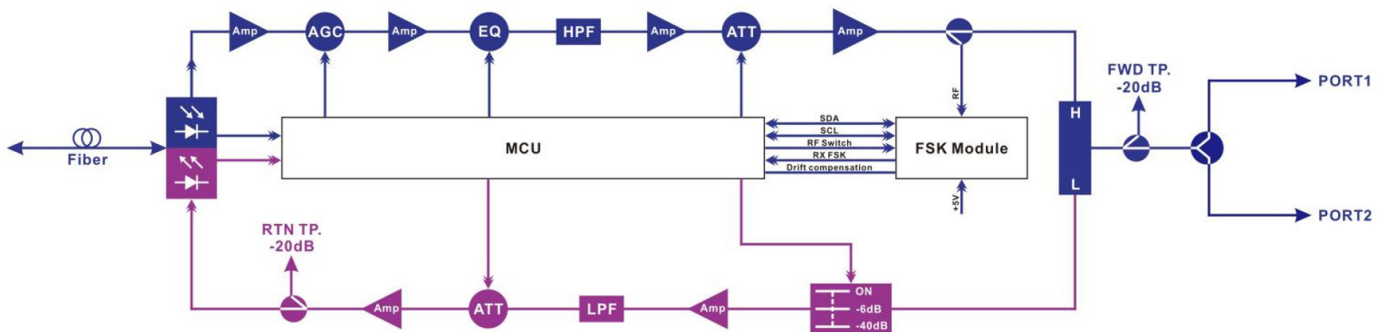 Amp
AGC
Amp
EQ
HPF
Amp
ATT
Amp
FWD TP.
-20dB
PORT1
RF
H
Fiber
MCU
SDA
SCL
RF Switch
RX FSK
Drift compensation
FSK Module
+5V
L
PORT2
RTN TP.
-20dB
Amp
ATT
LPF
Amp
ON
-6dB
-40dB